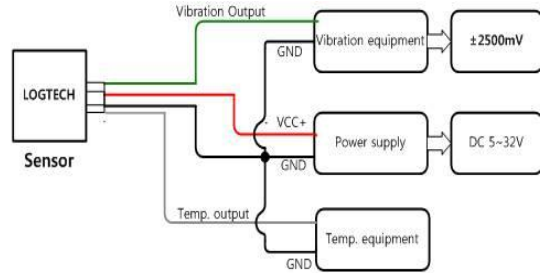 Vibration Output
GND
Vibration equipment
±2500mV
LOGTECH
Sensor
VCC+
GND
Power supply
DC 5~32V
Temp. output
GND
Temp. equipment